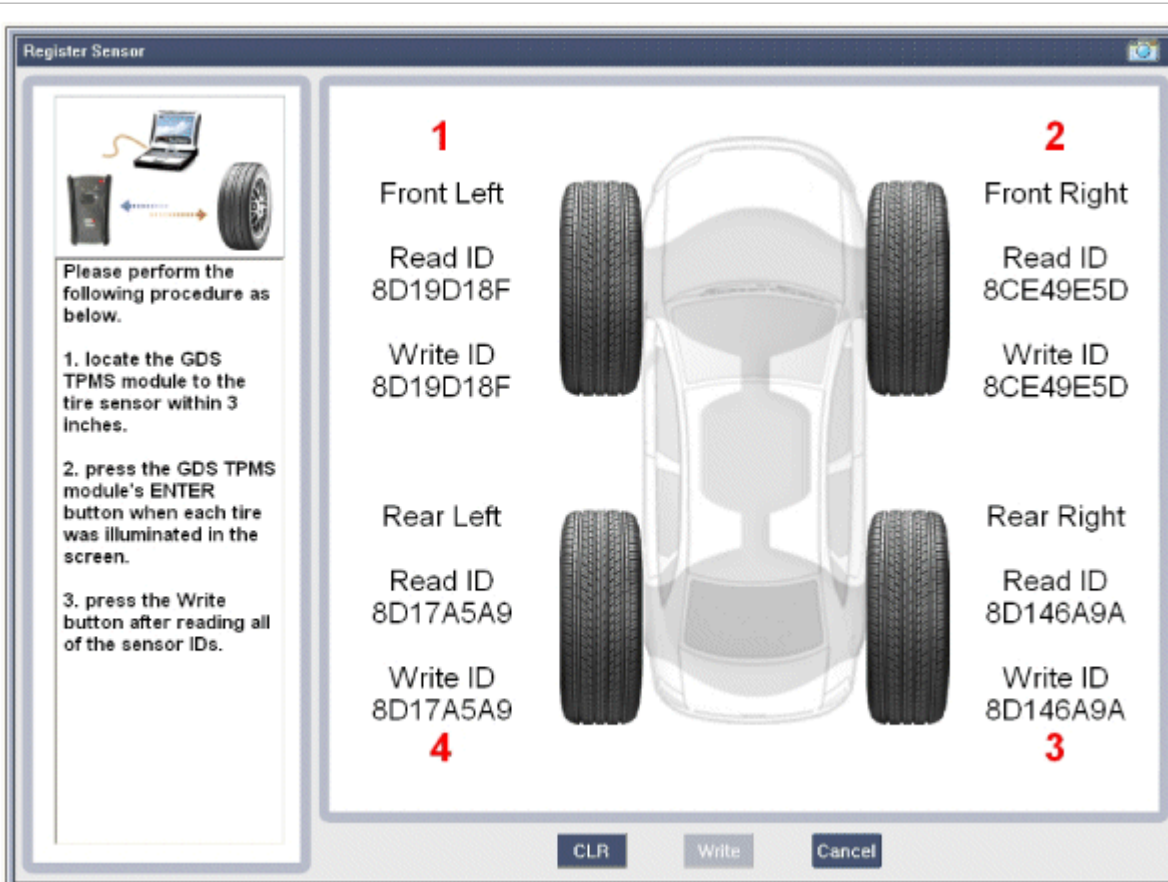 Register Sensor
Please perform the
following procedure as
below.
1. locate the GDS
TPMS module to the
tire sensor within 3
inches.
2. press the GDS TPMS
module's ENTER
button when each tire
was illuminated in the
screen.
3. press the Write
button after reading all
of the sensor IDs.
1
Front Left
Read ID
8D19D18F
Write ID
8D19D18F
2
Front Right
Read ID
8CE49E5D
Write ID
8CE49E5D
Rear Left
Read ID
8D17A5A9
Write ID
8D17A5A9
4
Rear Right
Read ID
8D146A9A
Write ID
8D146A9A
3
CLR
Write
Cancel